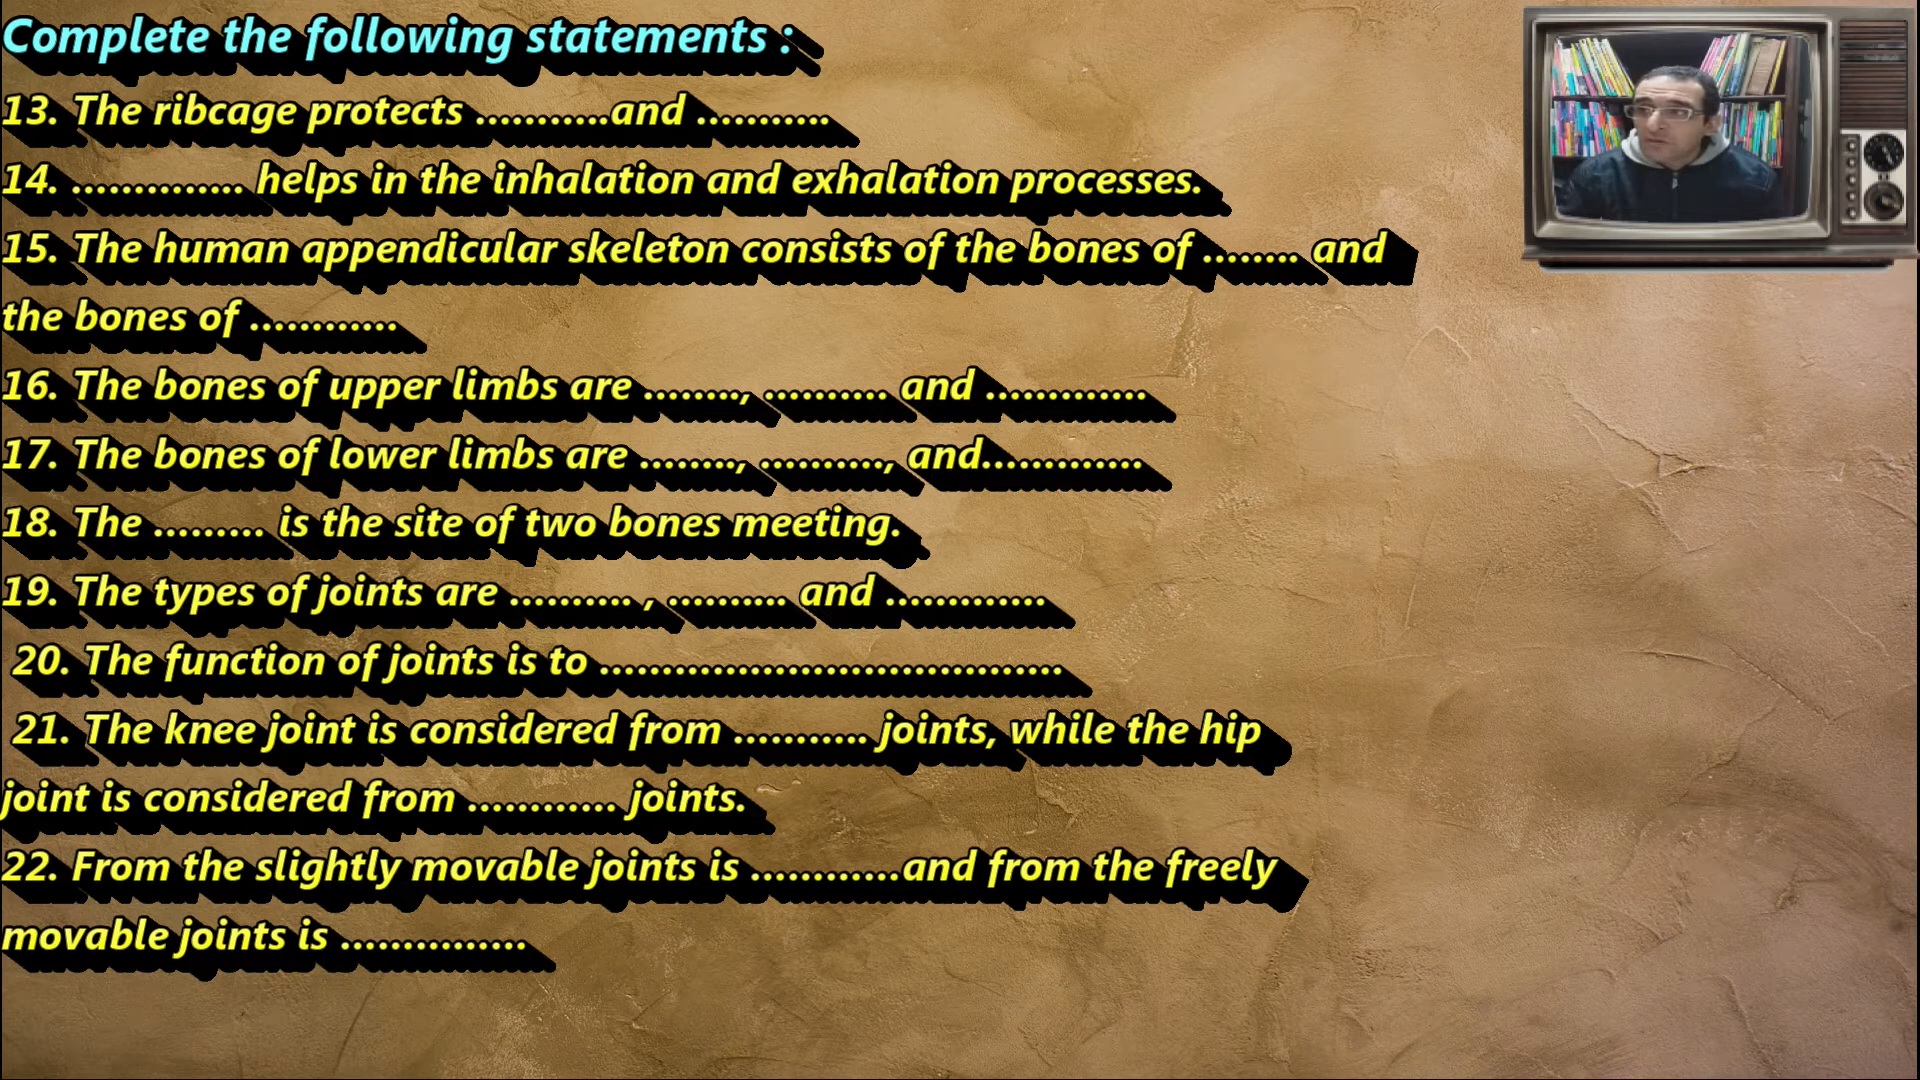 Complete the following statements :
13. The ribcage protects ...........and ...........
14. .............. helps in the inhalation and exhalation processes.
15. The human appendicular skeleton consists of the bones of ........ and
the bones of ............
16. The bones of upper limbs are ........, .......... and .............
17. The bones of lower limbs are ........, .........., and.............
18. The ......... is the site of two bones meeting.
19. The types of joints are .......... , .......... and .............
20. The function of joints is to ......................................
21. The knee joint is considered from ........... joints, while the hip
joint is considered from ............ joints.
22. From the slightly movable joints is ............and from the freely
movable joints is ...............